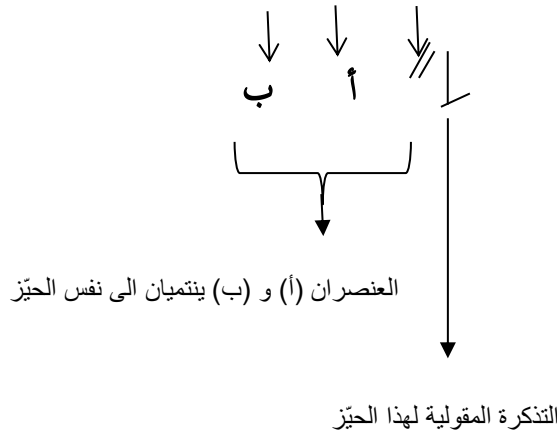 أ ب
العنصران (أ) و (ب) ينتميان الى نفس الحيّز
التذكرة المقولية لهذا الحيّز